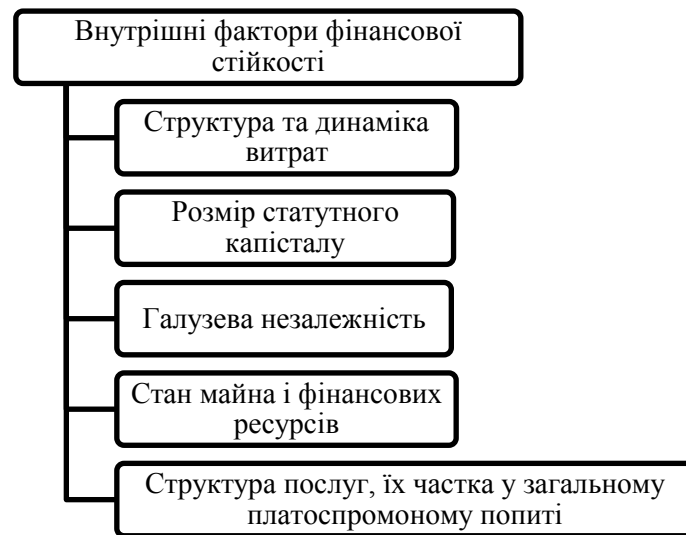 Внутрішні фактори фінансової
стійкості
Структура та динаміка
витрат
Розмір статутного
капісталу
Галузева незалежність
Стан майна і фінансових
ресурсів
Структура послуг, їх частка у загальному
платоспромоному попиті